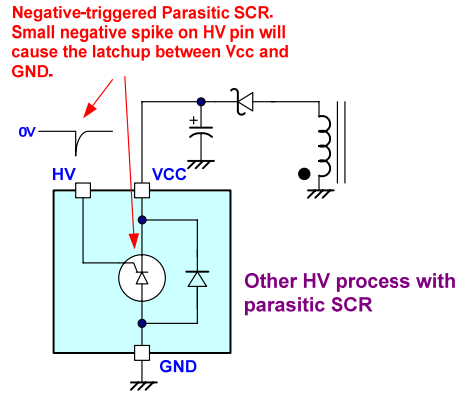 Negative-triggered Parasitic SCR.
Small negative spike on HV pin will
cause the latchup between Vcc and
GND.
0V
+
HV
VCC
Other HV process with
parasitic SCR
GND